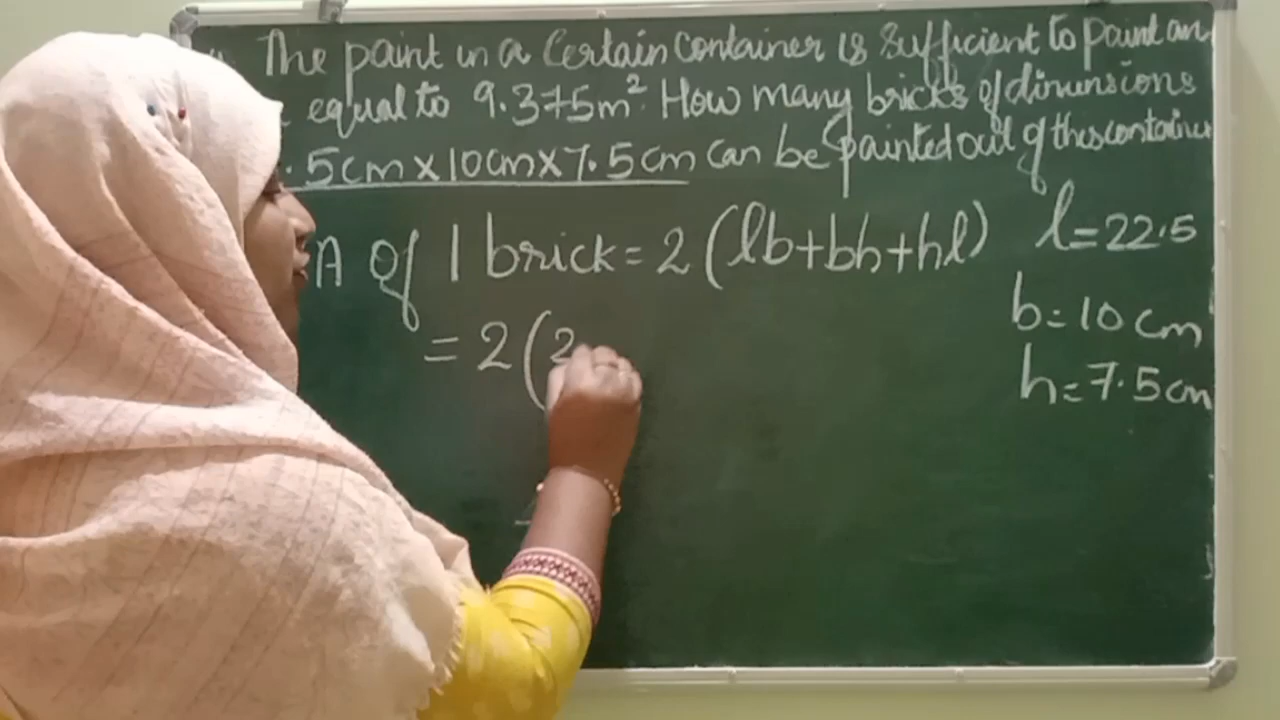 The paint in a Certain Container is Sufficient to paint an
equal to 9.375m². How many bricks of dimensions
.5cm×10cm×7.5cm can be painted out of this container
A of 1 brick = 2(lb+bh+hl) l=22.5
= 2(2 b=10cm
h=7.5cm